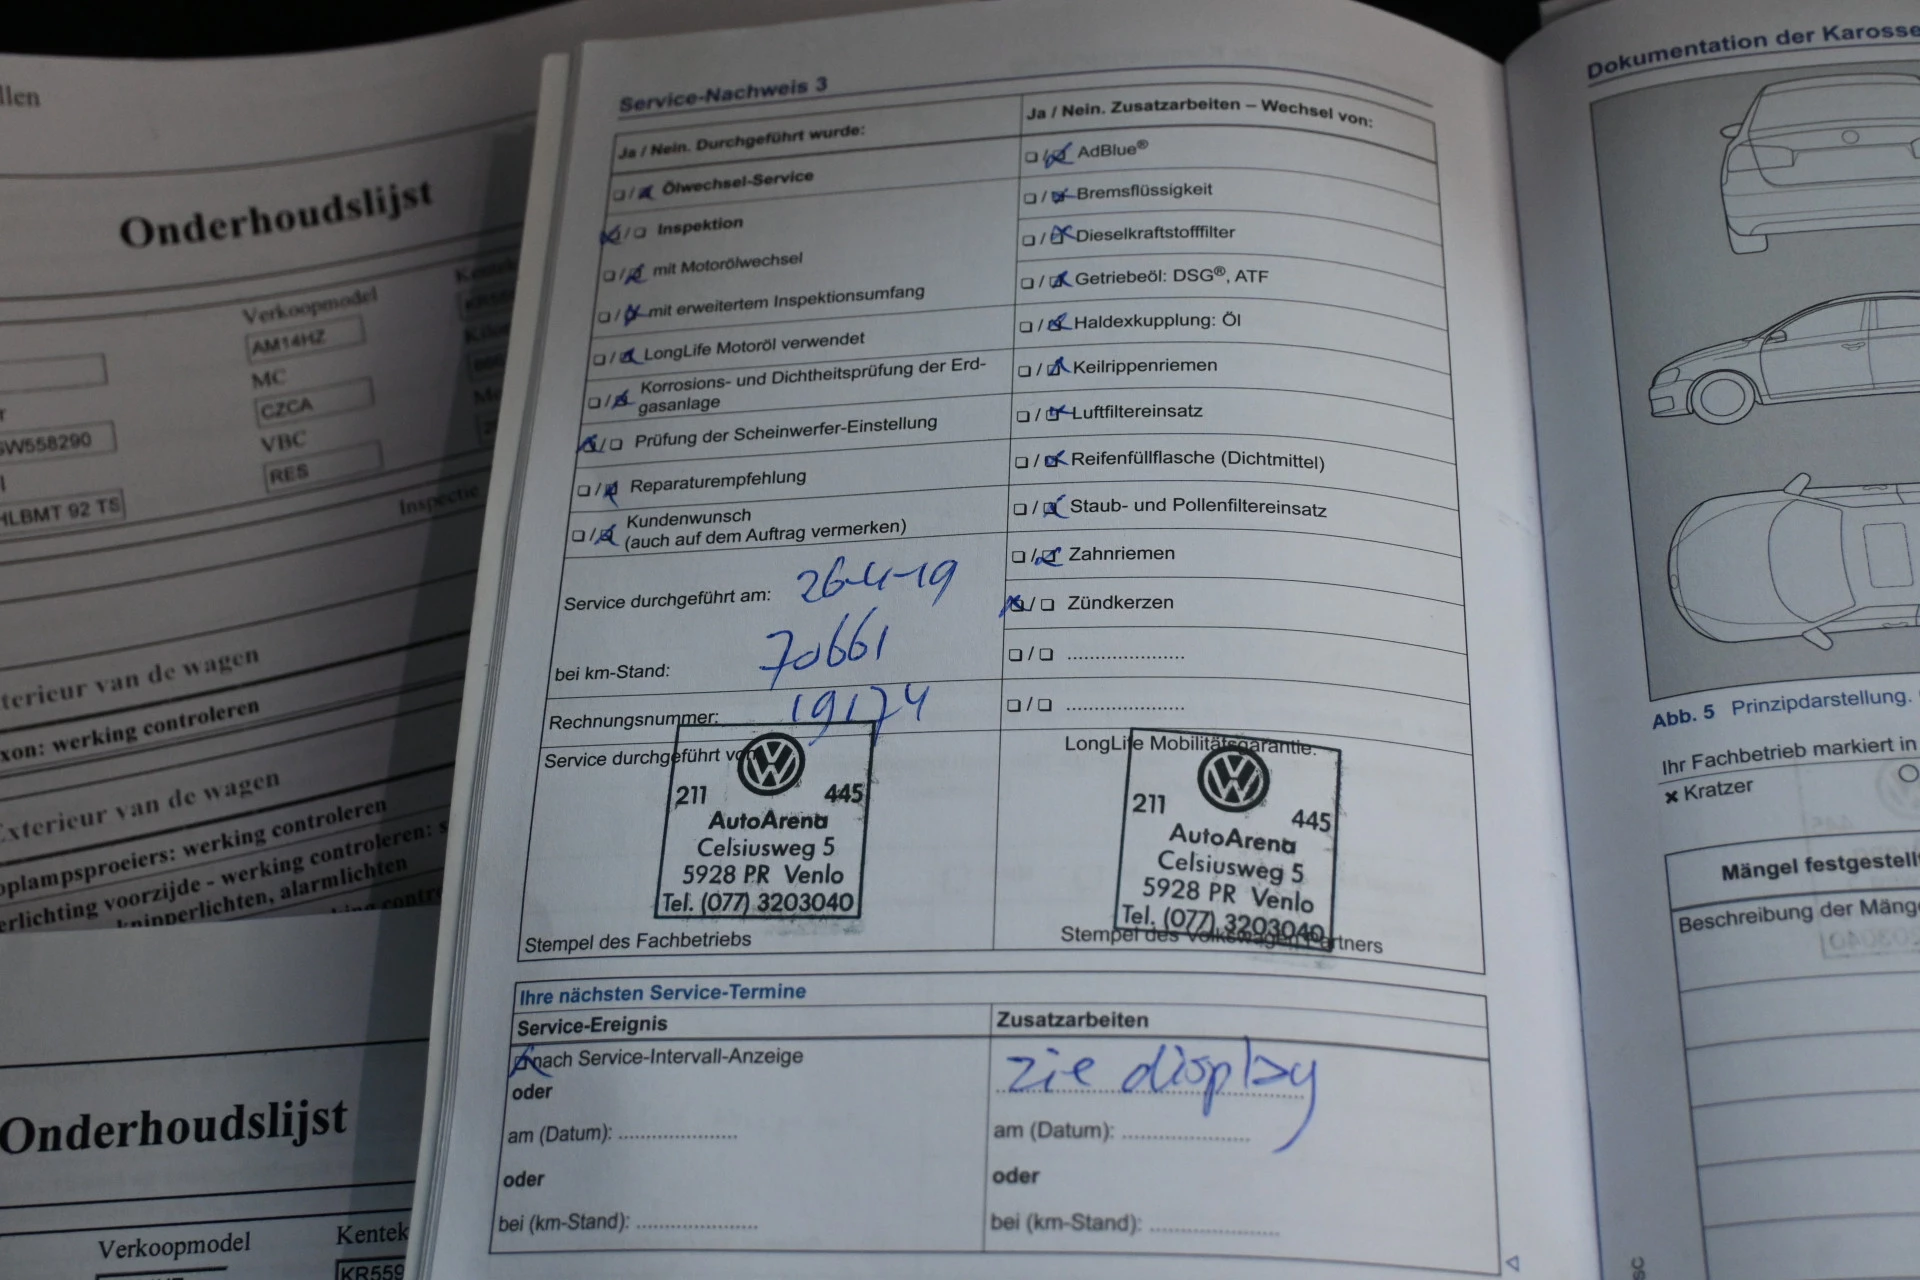 llen
Onderhoudslijst
Verkoopmodel
AM14HZ
MC
CZCA
SW558290
VBC
RES
HLBMT 92 TS
Inspectie
terieur van de wagen
xon: werking controleren
Exterieur van de wagen
oplampsproeiers: werking controleren
erlichting voorzijde - werking controleren: s
knipperlichten, alarmlichten
Onderhoudslijst
Verkoopmodel
Kentek
KR559
Service-Nachweis 3
Ja / Nein. Durchgeführt wurde:
❏ / ❏ Ölwechsel-Service
❏ / ❏ Inspektion
❏ / ❏ mit Motorölwechsel
❏ / ❏ mit erweitertem Inspektionsumfang
❏ / ❏ LongLife Motoröl verwendet
❏ / ❏ Korrosions- und Dichtheitsprüfung der Erd-
gasanlage
❏ / ❏ Prüfung der Scheinwerfer-Einstellung
❏ / ❏ Reparaturempfehlung
❏ / ❏ Kundenwunsch
(auch auf dem Auftrag vermerken)
Service durchgeführt am: 26-4-19
bei km-Stand: 70661
Rechnungsnummer: 19174
Service durchgeführt von
211 445
AutoArena
Celsiusweg 5
5928 PR Venlo
Tel. (077) 3203040
Stempel des Fachbetriebs
Ja / Nein. Zusatzarbeiten – Wechsel von:
❏ / ❏ AdBlue®
❏ / ❏ Bremsflüssigkeit
❏ / ❏ Dieselkraftstofffilter
❏ / ❏ Getriebeöl: DSG®, ATF
❏ / ❏ Haldexkupplung: Öl
❏ / ❏ Keilrippenriemen
❏ / ❏ Luftfiltereinsatz
❏ / ❏ Reifenfüllflasche (Dichtmittel)
❏ / ❏ Staub- und Pollenfiltereinsatz
❏ / ❏ Zahnriemen
❏ / ❏ Zündkerzen
❏ / ❏ .....................
❏ / ❏ .....................
LongLife Mobilitätsgarantie:
211 445
AutoArena
Celsiusweg 5
5928 PR Venlo
Tel. (077) 3203040
Stempel des Volkswagen Partners
Ihre nächsten Service-Termine
Service-Ereignis
❏ nach Service-Intervall-Anzeige
oder
am (Datum): .....................
oder
bei (km-Stand): .....................
Zusatzarbeiten
zie display
am (Datum): .....................
oder
bei (km-Stand): .....................
Dokumentation der Karosse
Abb. 5 Prinzipdarstellung.
Ihr Fachbetrieb markiert in
✖ Kratzer
Mängel festgestellt
Beschreibung der Mänge